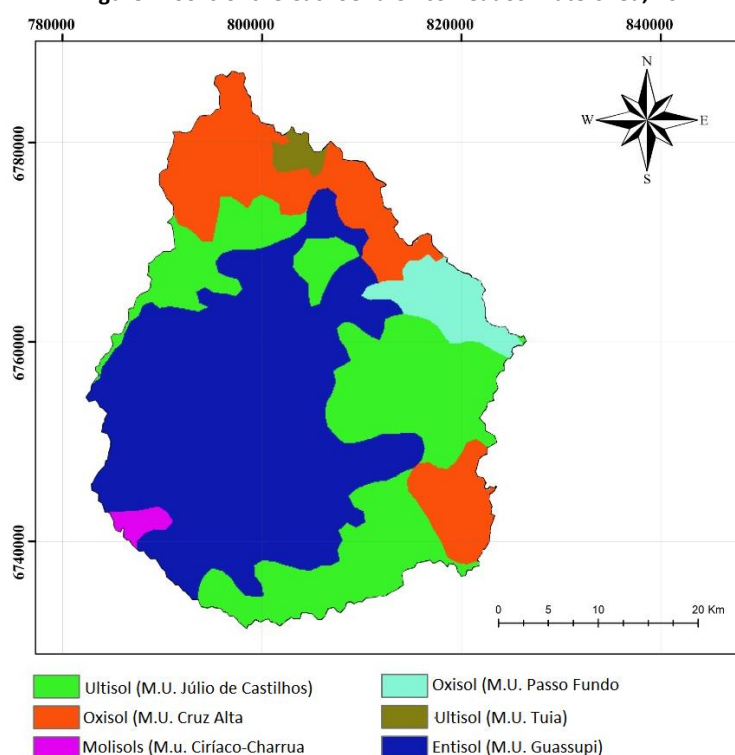 780000 800000 820000 840000
N
W E
S
6780000
6760000
6740000
0 5 10 20 Km
Ultisol (M.U. Júlio de Castilhos)
Oxisol (M.U. Passo Fundo
Oxisol (M.U. Cruz Alta
Ultisol (M.U. Tuia)
Molisols (M.u. Ciríaco-Charrua
Entisol (M.U. Guassupi)